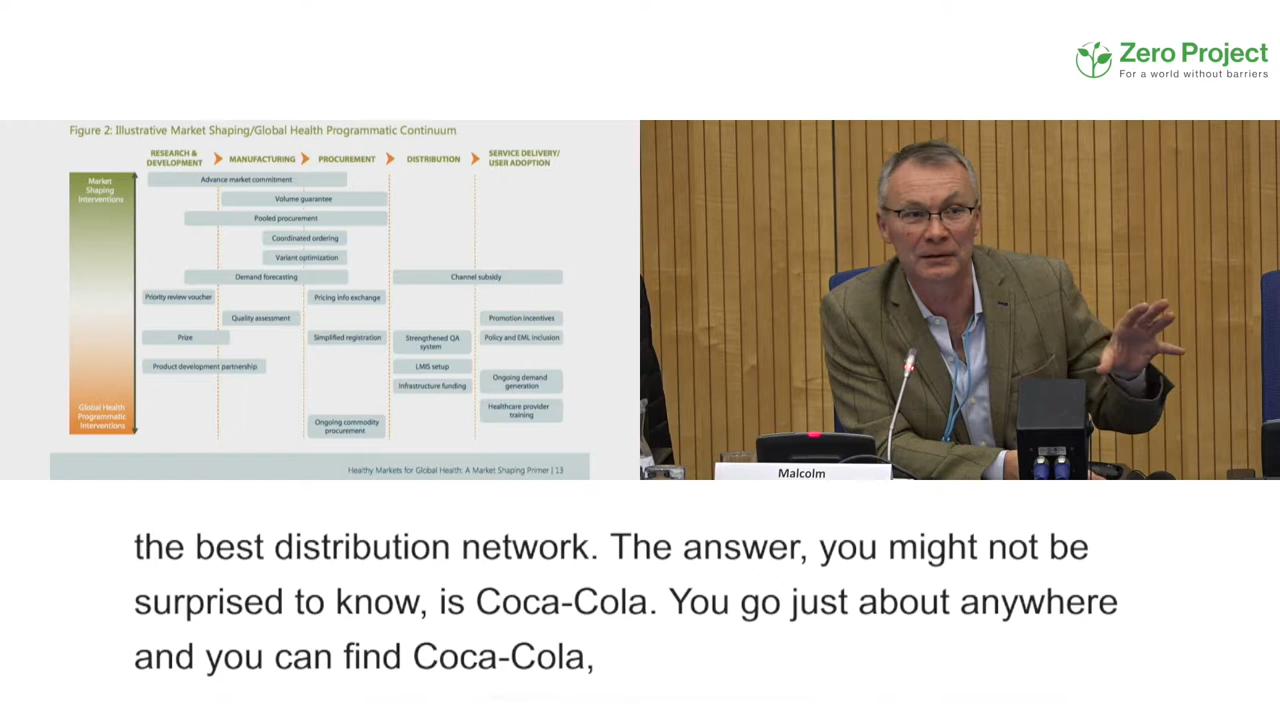 Zero Project
For a world without barriers
Figure 2: Illustrative Market Shaping/Global Health Programmatic Continuum
RESEARCH &
DEVELOPMENT
MANUFACTURING
PROCUREMENT
DISTRIBUTION
SERVICE DELIVERY/
USER ADOPTION
Market
Shaping
Interventions
Advance market commitment
Volume guarantee
Pooled procurement
Coordinated ordering
Variant optimization
Demand forecasting
Channel subsidy
Priority review voucher
Pricing info exchange
Quality assessment
Promotion incentives
Prize
Simplified registration
Strengthened QA
system
Policy and EML inclusion
Product development partnership
LMIS setup
Infrastructure funding
Ongoing demand
generation
Global Health
Programmatic
Interventions
Healthcare provider
training
Ongoing commodity
procurement
Healthy Markets for Global Health: A Market Shaping Primer | 13
Malcolm
the best distribution network. The answer, you might not be
surprised to know, is Coca-Cola. You go just about anywhere
and you can find Coca-Cola,